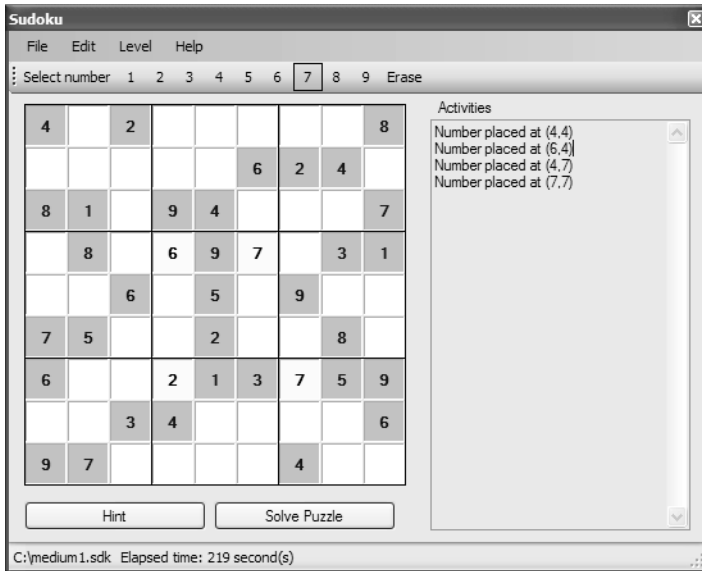 Sudoku
File Edit Level Help
Select number 1 2 3 4 5 6 7 8 9 Erase
Activities
4 2 8
6 2 4
8 1 9 4 7
8 6 9 7 3 1
6 5 9
7 5 2 8
6 2 1 3 7 5 9
3 4 6
9 7 4
Number placed at (4,4)
Number placed at (6,4)
Number placed at (4,7)
Number placed at (7,7)
Hint Solve Puzzle
C:\medium1.sdk Elapsed time: 219 second(s)